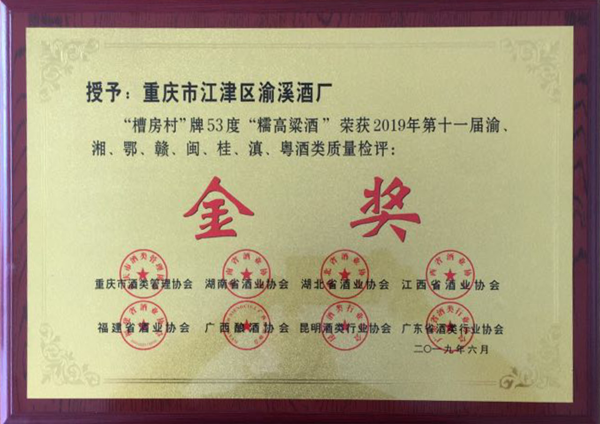 授予：重庆市江津区渝溪酒厂
“槽房村”牌53度“糯高粱酒”荣获2019年第十一届渝、
湘、鄂、赣、闽、桂、滇、粤酒类质量检评：
金奖
重庆市酒类管理协会 湖南省酒业协会 湖北省酒业协会 江西省酒业协会
福建省酒业协会 广西酿酒协会 昆明酒类行业协会 广东省酒类行业协会
二〇一九年六月